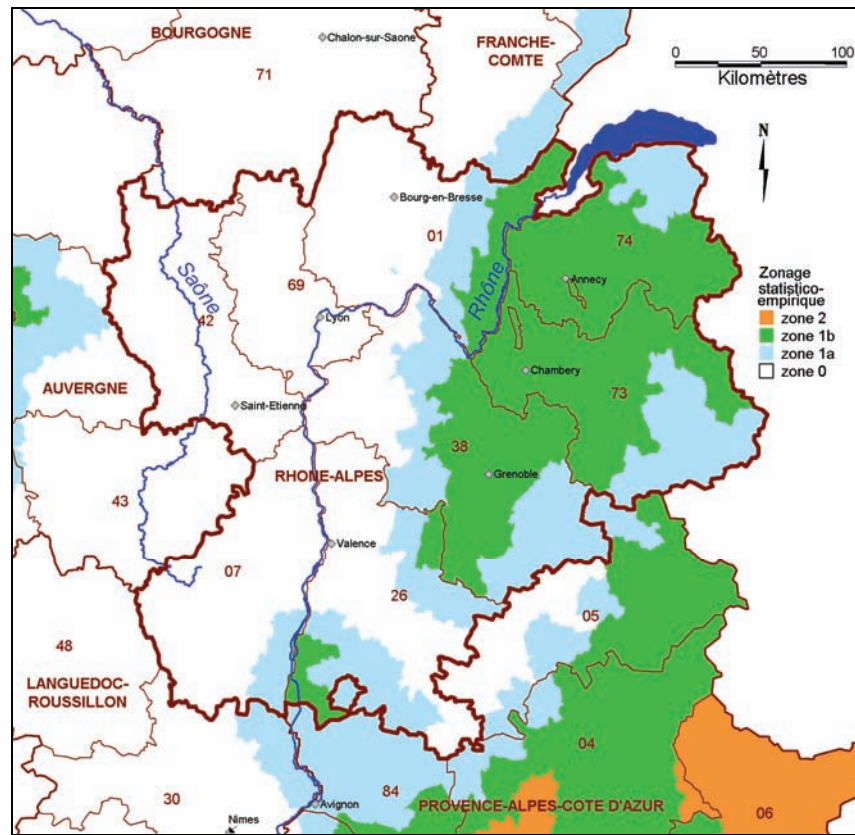 BOURGOGNE
Chalon-sur-Saone
FRANCHE-
COMTE
0 50 100
Kilomètres
71
N
Bourg-en-Bresse
01
74
Saône
69
Rhône
Annecy
Zonage
statistico-
empirique
zone 2
zone 1b
zone 1a
zone 0
42
Lyon
AUVERGNE
Chambery
73
Saint-Etienne
38
RHONE-ALPES
Grenoble
43
Valence
07
26
05
48
LANGUEDOC-
ROUSSILLON
04
30
84
Avignon
PROVENCE-ALPES-COTE D'AZUR
06
Nimes